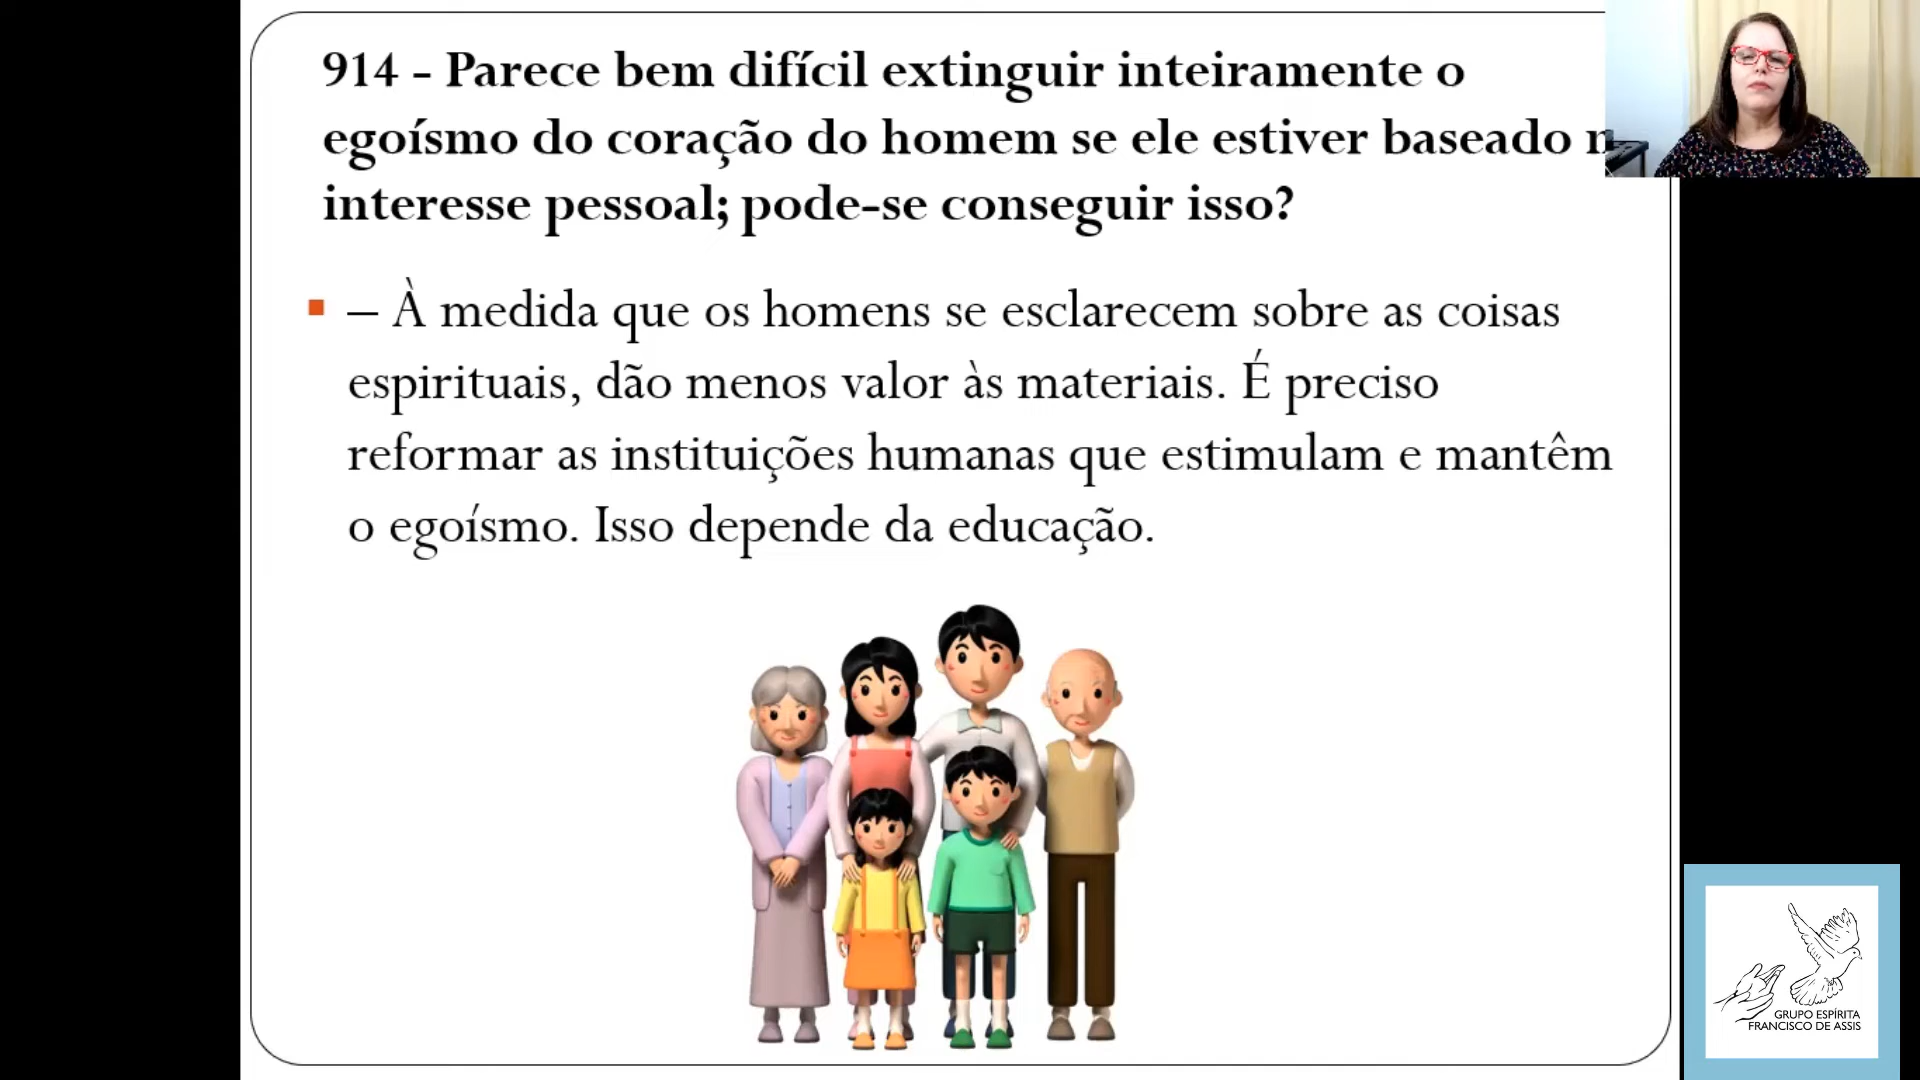 914 - Parece bem difícil extinguir inteiramente o
egoísmo do coração do homem se ele estiver baseado
interesse pessoal; pode-se conseguir isso?
– À medida que os homens se esclarecem sobre as coisas
espirituais, dão menos valor às materiais. É preciso
reformar as instituições humanas que estimulam e mantêm
o egoísmo. Isso depende da educação.
GRUPO ESPÍRITA
FRANCISCO DE ASSIS